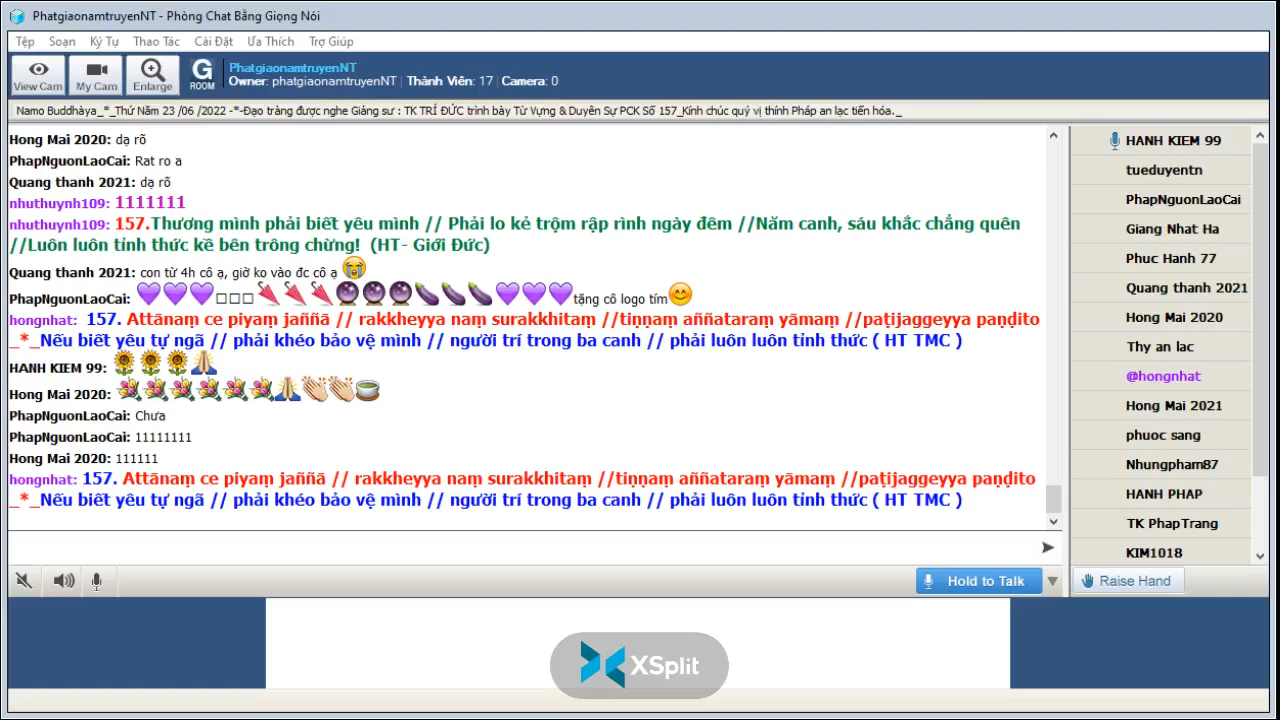 PhatgiaonamtruyenNT - Phòng Chat Bằng Giọng Nói
Tệp Soạn Ký Tự Thao Tác Cài Đặt Ưa Thích Trợ Giúp
View Cam My Cam Enlarge G ROOM
PhatgiaonamtruyenNT
Owner: phatgiaonamtruyenNT | Thành Viên: 17 | Camera: 0
Namo Buddhàya_*_Thứ Năm 23 /06 /2022 -*-Đạo tràng được nghe Giảng sư : TK TRÍ ĐỨC trình bày Từ Vựng & Duyên Sự PCK Số 157_Kính chúc quý vị thính Pháp an lạc tiến hóa._
Hong Mai 2020: dạ rõ
PhapNguonLaoCai: Rat ro a
Quang thanh 2021: dạ rõ
nhuthuynh109: 1111111
nhuthuynh109: 157.Thương mình phải biết yêu mình // Phải lo kẻ trộm rập rình ngày đêm //Năm canh, sáu khắc chẳng quên
//Luôn luôn tỉnh thức kề bên trông chừng! (HT- Giới Đức)
Quang thanh 2021: con từ 4h cô ạ, giờ ko vào đc cô ạ
PhapNguonLaoCai: tặng cô logo tím
hongnhat: 157. Attānaṃ ce piyaṃ jaññā // rakkheyya naṃ surakkhitaṃ //tiṇṇaṃ aññataraṃ yāmaṃ //paṭijaggeyya paṇḍito
_*_Nếu biết yêu tự ngã // phải khéo bảo vệ mình // người trí trong ba canh // phải luôn luôn tỉnh thức ( HT TMC )
HANH KIEM 99:
Hong Mai 2020:
PhapNguonLaoCai: Chưa
PhapNguonLaoCai: 11111111
Hong Mai 2020: 111111
hongnhat: 157. Attānaṃ ce piyaṃ jaññā // rakkheyya naṃ surakkhitaṃ //tiṇṇaṃ aññataraṃ yāmaṃ //paṭijaggeyya paṇḍito
_*_Nếu biết yêu tự ngã // phải khéo bảo vệ mình // người trí trong ba canh // phải luôn luôn tỉnh thức ( HT TMC )
HANH KIEM 99
tueduyentn
PhapNguonLaoCai
Giang Nhat Ha
Phuc Hanh 77
Quang thanh 2021
Hong Mai 2020
Thy an lac
@hongnhat
Hong Mai 2021
phuoc sang
Nhungpham87
HANH PHAP
TK PhapTrang
KIM1018
Hold to Talk
Raise Hand
XSplit